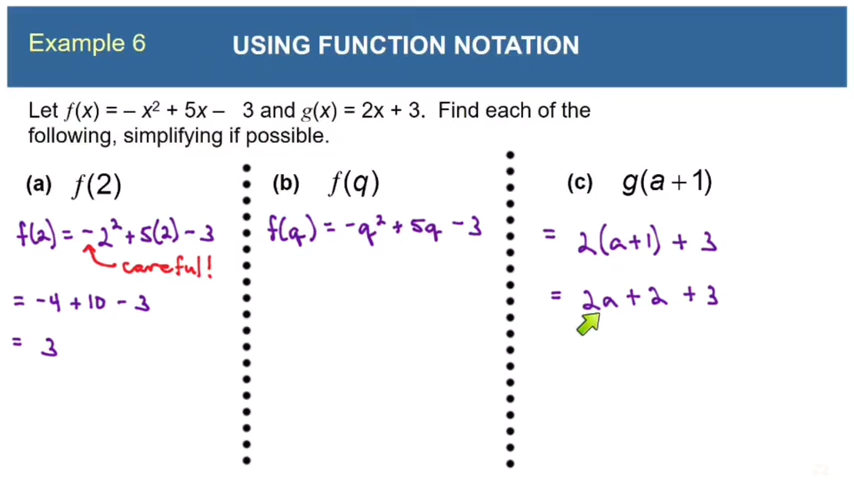 Example 6
USING FUNCTION NOTATION
Let f(x) = – x² + 5x – 3 and g(x) = 2x + 3. Find each of the
following, simplifying if possible.
(a) f(2)
f(2) = -2² + 5(2) - 3
careful!
= -4 + 10 - 3
= 3
(b) f(q)
f(q) = -q² + 5q - 3
(c) g(a+1)
= 2(a+1) + 3
= 2a + 2 + 3